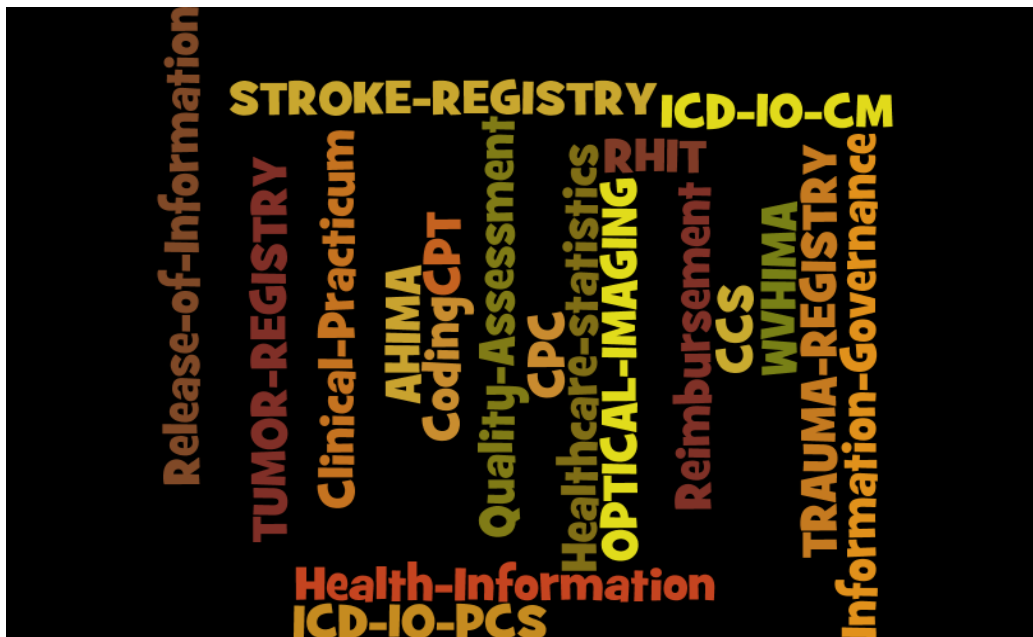 Release-of-Information
STROKE-REGISTRY
ICD-10-CM
TUMOR-REGISTRY
Clinical-Practicum
AHIMA
Coding
CPT
Quality-Assessment
CPC
Healthcare-statistics
RHIT
OPTICAL-IMAGING
Reimbursement
CCS
WVHIMA
TRAUMA-REGISTRY
Information-Governance
Health-Information
ICD-10-PCS